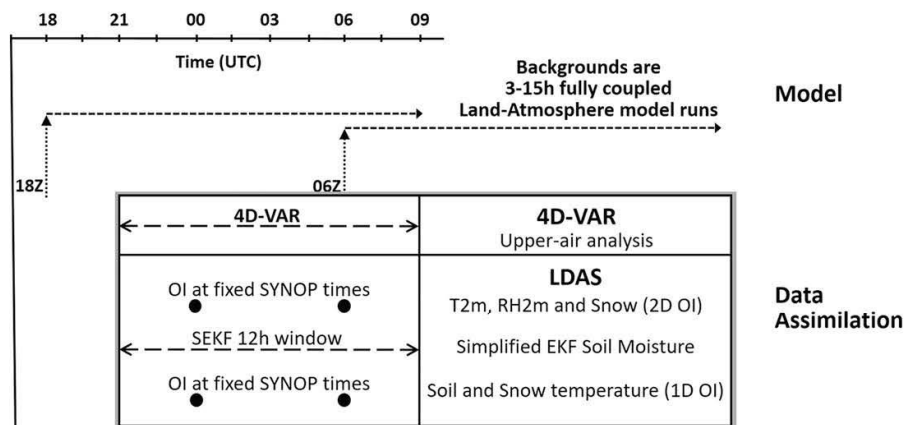 18 21 00 03 06 09
Time (UTC)
Backgrounds are
3-15h fully coupled
Land-Atmosphere model runs
Model
18Z
06Z
4D-VAR
4D-VAR
Upper-air analysis
LDAS
OI at fixed SYNOP times
T2m, RH2m and Snow (2D OI)
Data
Assimilation
SEKF 12h window
Simplified EKF Soil Moisture
OI at fixed SYNOP times
Soil and Snow temperature (1D OI)